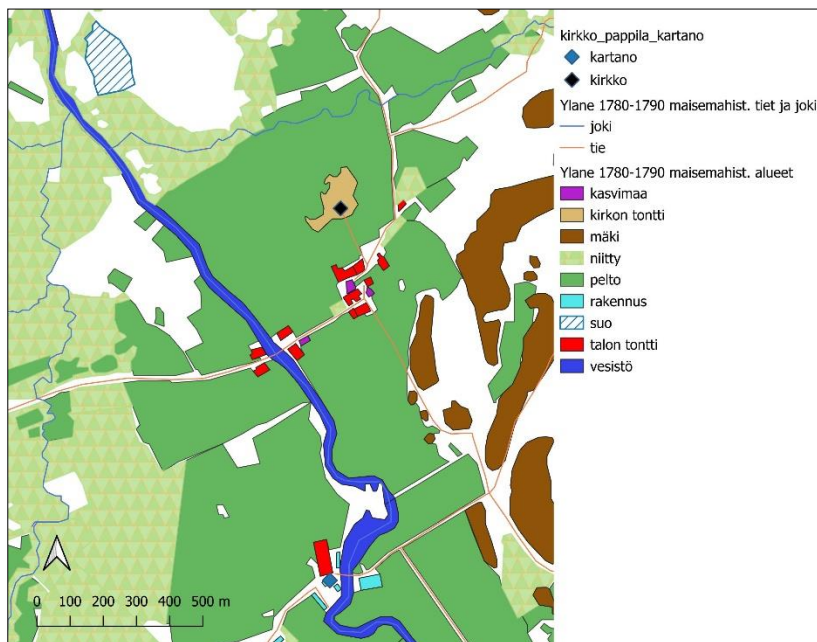 kirkko_pappila_kartano
kartano
kirkko
Ylane 1780-1790 maisemahist. tiet ja joki
joki
tie
Ylane 1780-1790 maisemahist. alueet
kasvimaa
kirkon tontti
mäki
niitty
pelto
rakennus
suo
talon tontti
vesistö
0 100 200 300 400 500 m